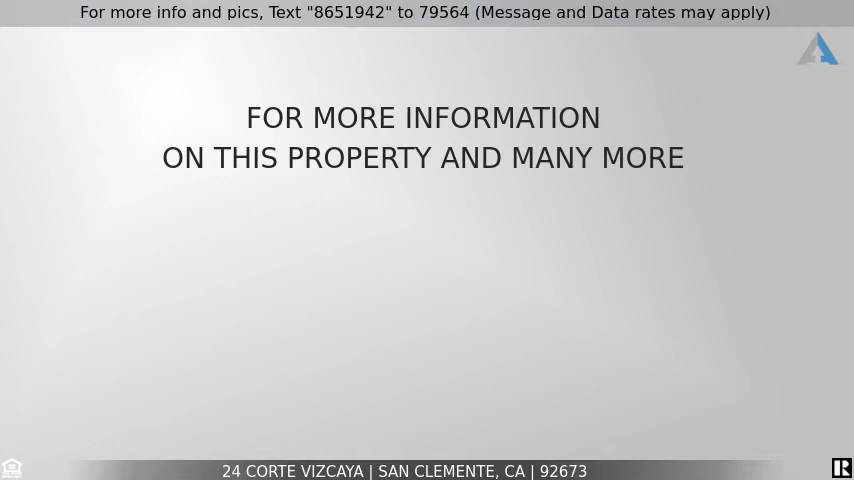 For more info and pics, Text "8651942" to 79564 (Message and Data rates may apply)
FOR MORE INFORMATION
ON THIS PROPERTY AND MANY MORE
24 CORTE VIZCAYA | SAN CLEMENTE, CA | 92673